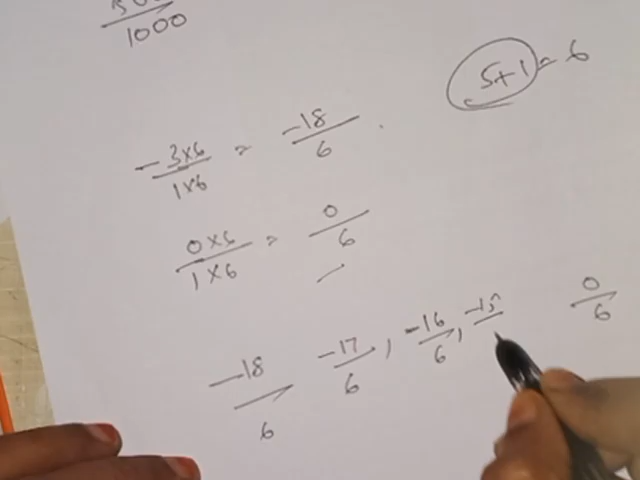 1000
5+1 = 6
-3×6/1×6 = -18/6
0×6/1×6 = 0/6
-18/6 -17/6, -16/6, -15 0/6